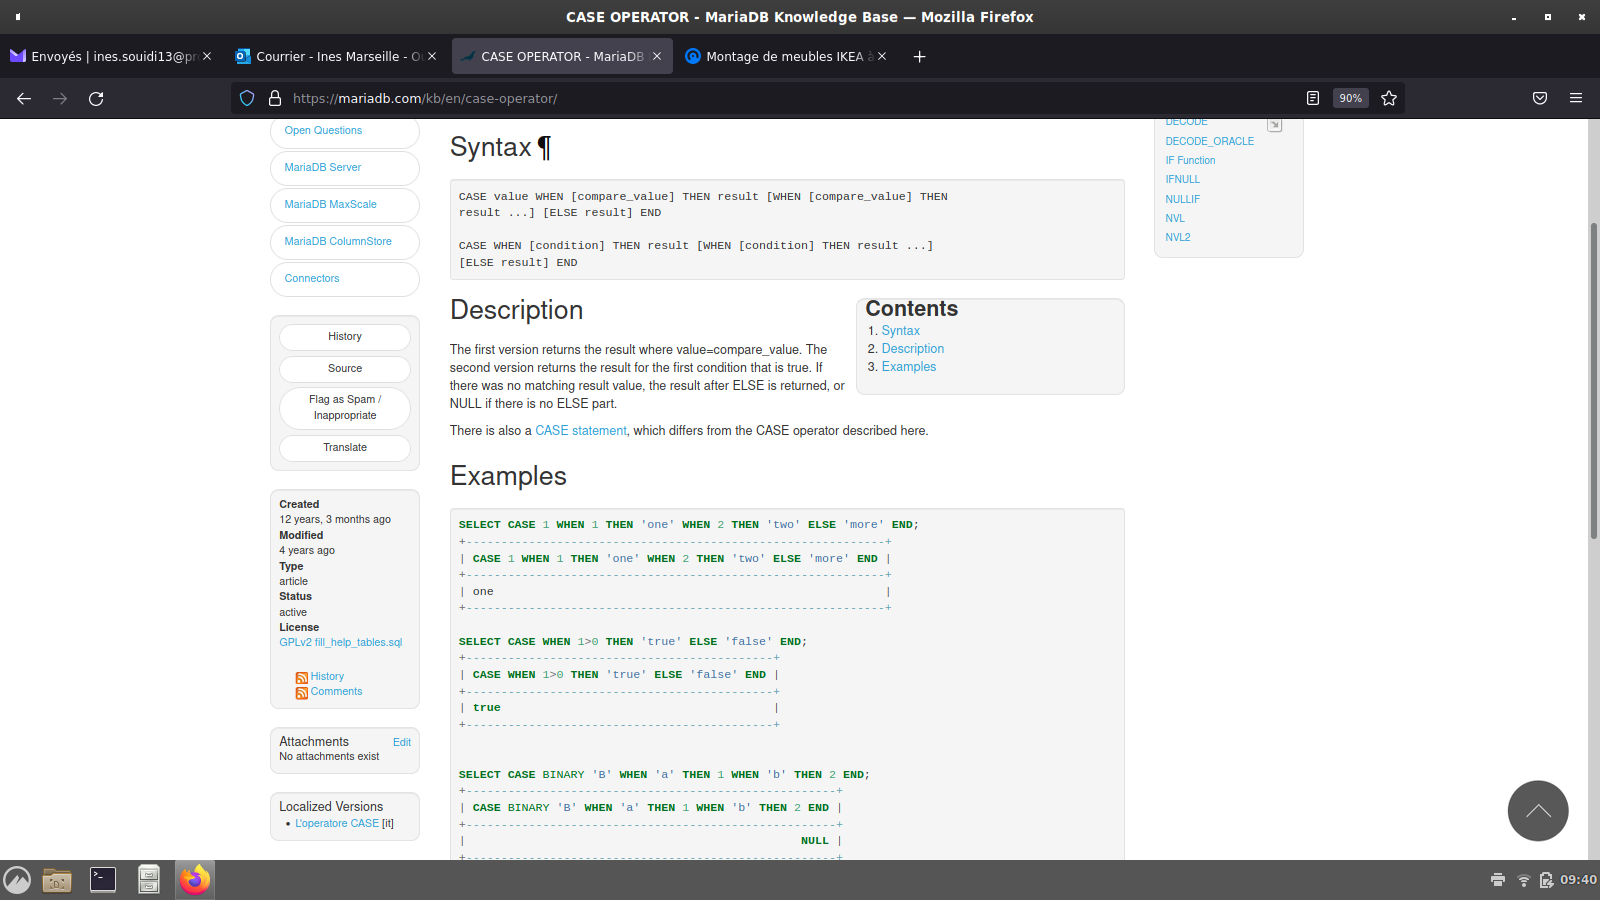 CASE OPERATOR - MariaDB Knowledge Base — Mozilla Firefox
Envoyés | ines.souidi13@pr
Courrier - Ines Marseille - O
CASE OPERATOR - MariaDB
Montage de meubles IKEA à
https://mariadb.com/kb/en/case-operator/
90%
Open Questions
MariaDB Server
MariaDB MaxScale
MariaDB ColumnStore
Connectors
History
Source
Flag as Spam /
Inappropriate
Translate
Created
12 years, 3 months ago
Modified
4 years ago
Type
article
Status
active
License
GPLv2 fill_help_tables.sql
History
Comments
Attachments Edit
No attachments exist
Localized Versions
• L'operatore CASE [it]
Syntax ¶
CASE value WHEN [compare_value] THEN result [WHEN [compare_value] THEN
result ...] [ELSE result] END
CASE WHEN [condition] THEN result [WHEN [condition] THEN result ...]
[ELSE result] END
Description
The first version returns the result where value=compare_value. The
second version returns the result for the first condition that is true. If
there was no matching result value, the result after ELSE is returned, or
NULL if there is no ELSE part.
There is also a CASE statement, which differs from the CASE operator described here.
Contents
1. Syntax
2. Description
3. Examples
Examples
SELECT CASE 1 WHEN 1 THEN 'one' WHEN 2 THEN 'two' ELSE 'more' END;
+------------------------------------------------------------+
| CASE 1 WHEN 1 THEN 'one' WHEN 2 THEN 'two' ELSE 'more' END |
+------------------------------------------------------------+
| one                                                        |
+------------------------------------------------------------+
SELECT CASE WHEN 1>0 THEN 'true' ELSE 'false' END;
+--------------------------------------------+
| CASE WHEN 1>0 THEN 'true' ELSE 'false' END |
+--------------------------------------------+
| true                                       |
+--------------------------------------------+
SELECT CASE BINARY 'B' WHEN 'a' THEN 1 WHEN 'b' THEN 2 END;
+-----------------------------------------------------+
| CASE BINARY 'B' WHEN 'a' THEN 1 WHEN 'b' THEN 2 END |
+-----------------------------------------------------+
|                                                NULL |
+-----------------------------------------------------+
DECODE
DECODE_ORACLE
IF Function
IFNULL
NULLIF
NVL
NVL2
09:40